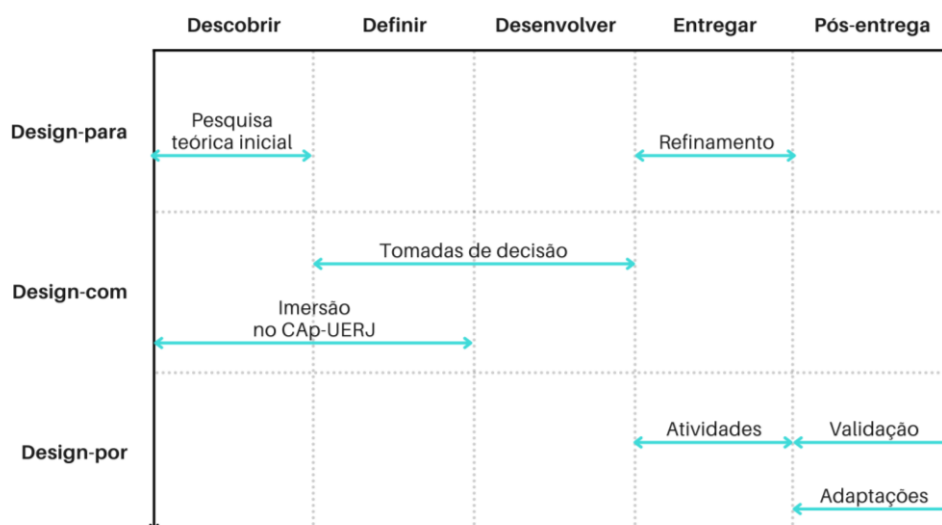 Descobrir Definir Desenvolver Entregar Pós-entrega
Design-para
Pesquisa
teórica inicial
Refinamento
Design-com
Tomadas de decisão
Imersão
no CAp-UERJ
Design-por
Atividades
Validação
Adaptações